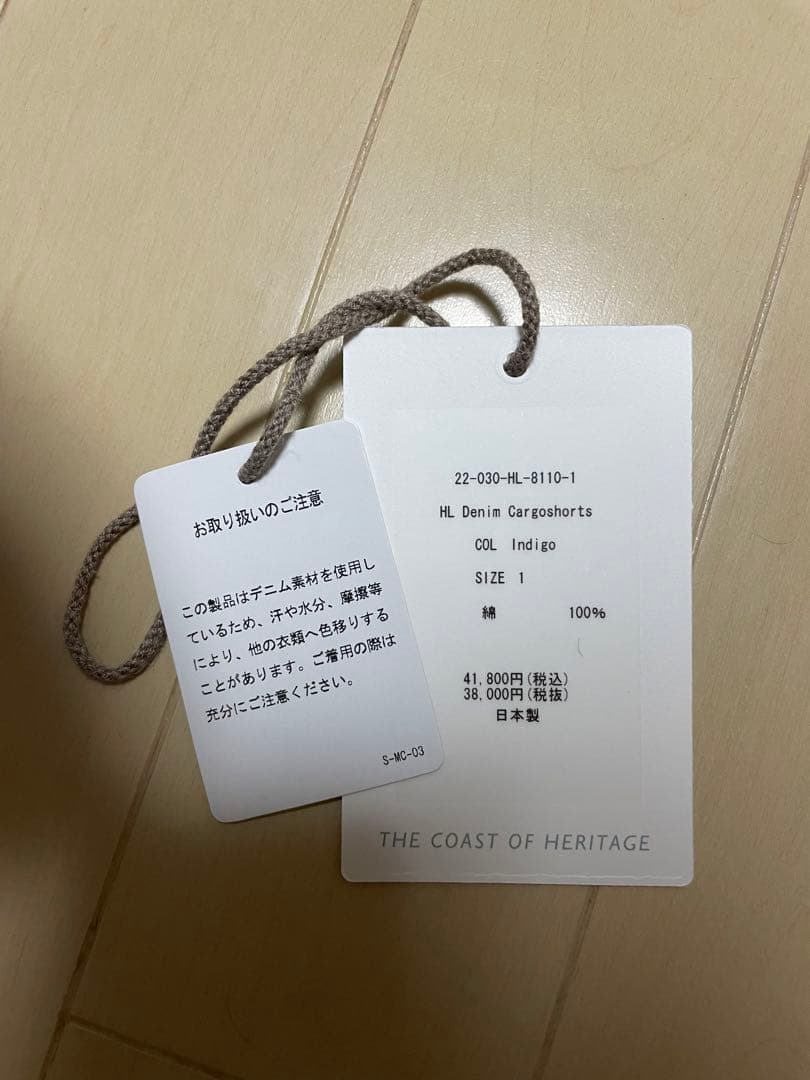 お取り扱いのご注意
この製品はデニム素材を使用し
ているため、汗や水分、摩擦等
により、他の衣類へ色移りする
ことがあります。ご着用の際は
充分にご注意ください。
S-MC-03
22-030-HL-8110-1
HL Denim Cargoshorts
COL Indigo
SIZE 1
綿 100%
41,800円(税込)
38,000円(税抜)
日本製
THE COAST OF HERITAGE